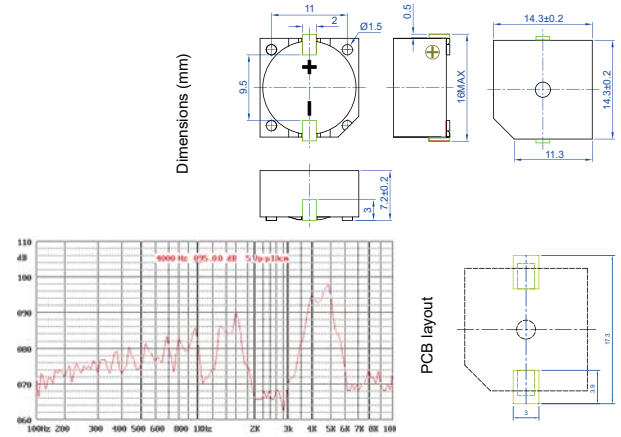 11
2
Ø1.5
9.5
+
−
0.5
16MAX
14.3±0.2
14.3±0.2
11.3
Dimensions (mm)
3
7.2±0.2
110
dB
100
090
080
070
060
4000 Hz 095.00 dB 5 Vp-p10cm
100Hz 200 300 400 500 600 800 1KHz 2K 3k 4K 5K 6K 7K 8K 10K
PCB layout
17.3
3.9
3